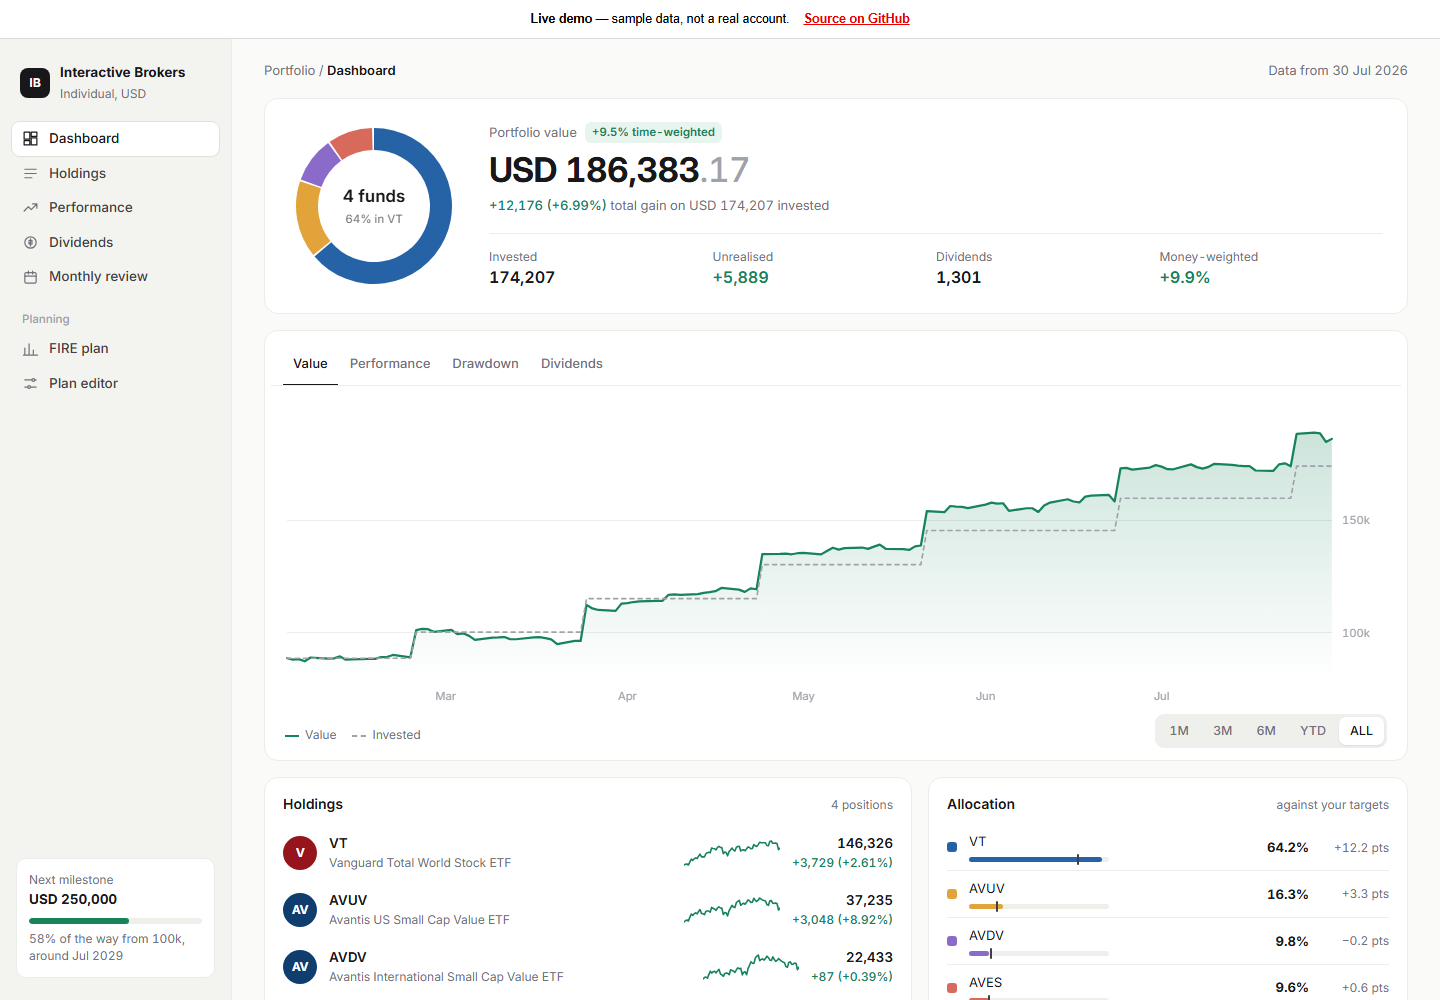 Live demo — sample data, not a real account. Source on GitHub
IB
Interactive Brokers
Individual, USD
Dashboard
Holdings
Performance
Dividends
Monthly review
Planning
FIRE plan
Plan editor
Next milestone
USD 250,000
58% of the way from 100k,
around Jul 2029
Portfolio / Dashboard
Data from 30 Jul 2026
4 funds
64% in VT
Portfolio value +9.5% time-weighted
USD 186,383.17
+12,176 (+6.99%) total gain on USD 174,207 invested
Invested
174,207
Unrealised
+5,889
Dividends
1,301
Money-weighted
+9.9%
Value Performance Drawdown Dividends
150k
100k
Mar Apr May Jun Jul
Value Invested
1M 3M 6M YTD ALL
Holdings 4 positions
V
VT
Vanguard Total World Stock ETF
146,326
+3,729 (+2.61%)
AV
AVUV
Avantis US Small Cap Value ETF
37,235
+3,048 (+8.92%)
AV
AVDV
Avantis International Small Cap Value ETF
22,433
+87 (+0.39%)
Allocation against your targets
VT 64.2% +12.2 pts
AVUV 16.3% +3.3 pts
AVDV 9.8% −0.2 pts
AVES 9.6% +0.6 pts